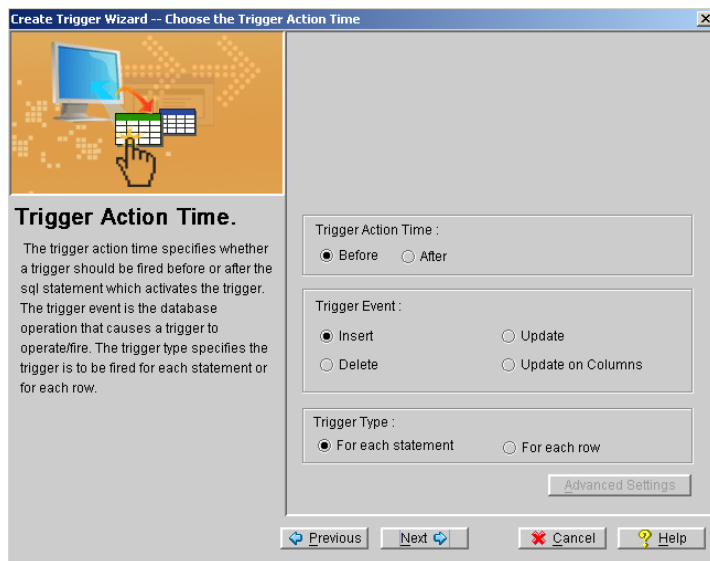 Create Trigger Wizard -- Choose the Trigger Action Time
Trigger Action Time.
The trigger action time specifies whether
a trigger should be fired before or after the
sql statement which activates the trigger.
The trigger event is the database
operation that causes a trigger to
operate/fire. The trigger type specifies the
trigger is to be fired for each statement or
for each row.
Trigger Action Time :
Before After
Trigger Event :
Insert Update
Delete Update on Columns
Trigger Type :
For each statement For each row
Advanced Settings
Previous Next Cancel Help